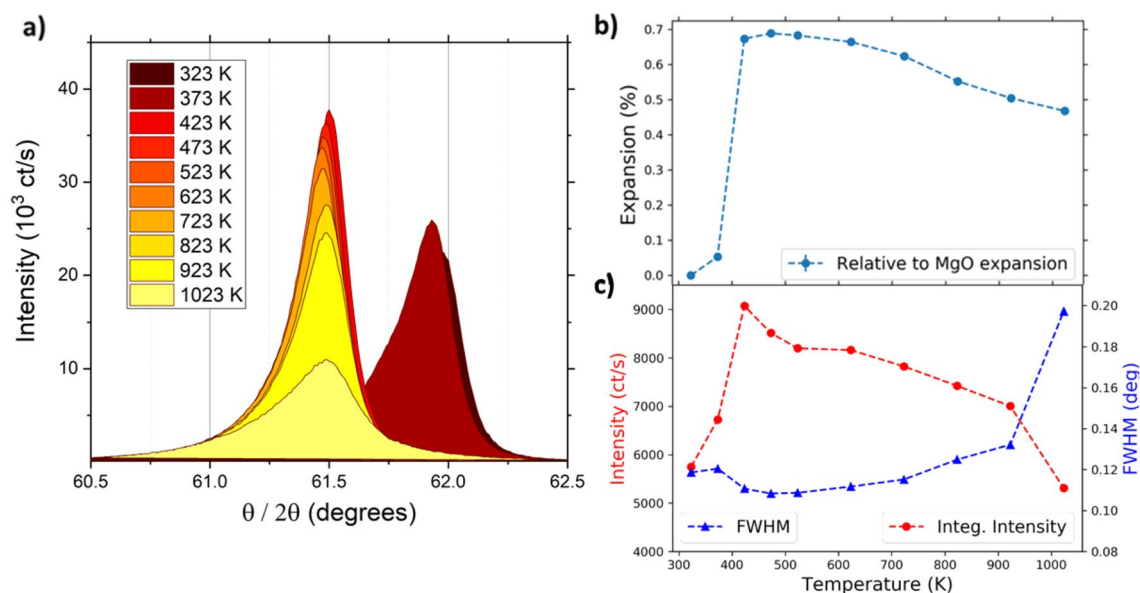 a)
Intensity (10³ ct/s)
40
30
20
10
323 K
373 K
423 K
473 K
523 K
623 K
723 K
823 K
923 K
1023 K
60.5 61.0 61.5 62.0 62.5
θ / 2θ (degrees)
b)
Expansion (%)
0.7
0.6
0.5
0.4
0.3
0.2
0.1
0.0
Relative to MgO expansion
c)
Intensity (ct/s)
9000
8000
7000
6000
5000
4000
FWHM
Integ. Intensity
0.20
0.18
0.16
0.14
0.12
0.10
0.08
FWHM (deg)
300 400 500 600 700 800 900 1000
Temperature (K)